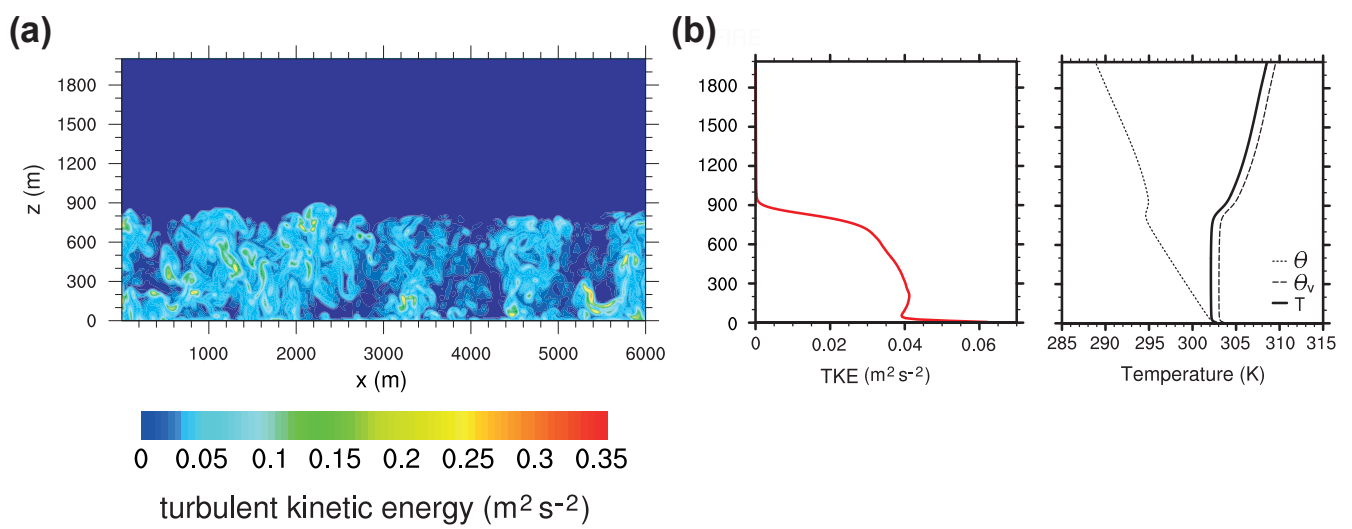 (a)
(b)
z (m)
1800
1500
1200
900
600
300
0
1000 2000 3000 4000 5000 6000
x (m)
0 0.05 0.1 0.15 0.2 0.25 0.3 0.35
turbulent kinetic energy (m² s⁻²)
1800
1500
1200
900
600
300
0
0 0.02 0.04 0.06
TKE (m² s⁻²)
θ
θv
T
285 290 295 300 305 310 315
Temperature (K)